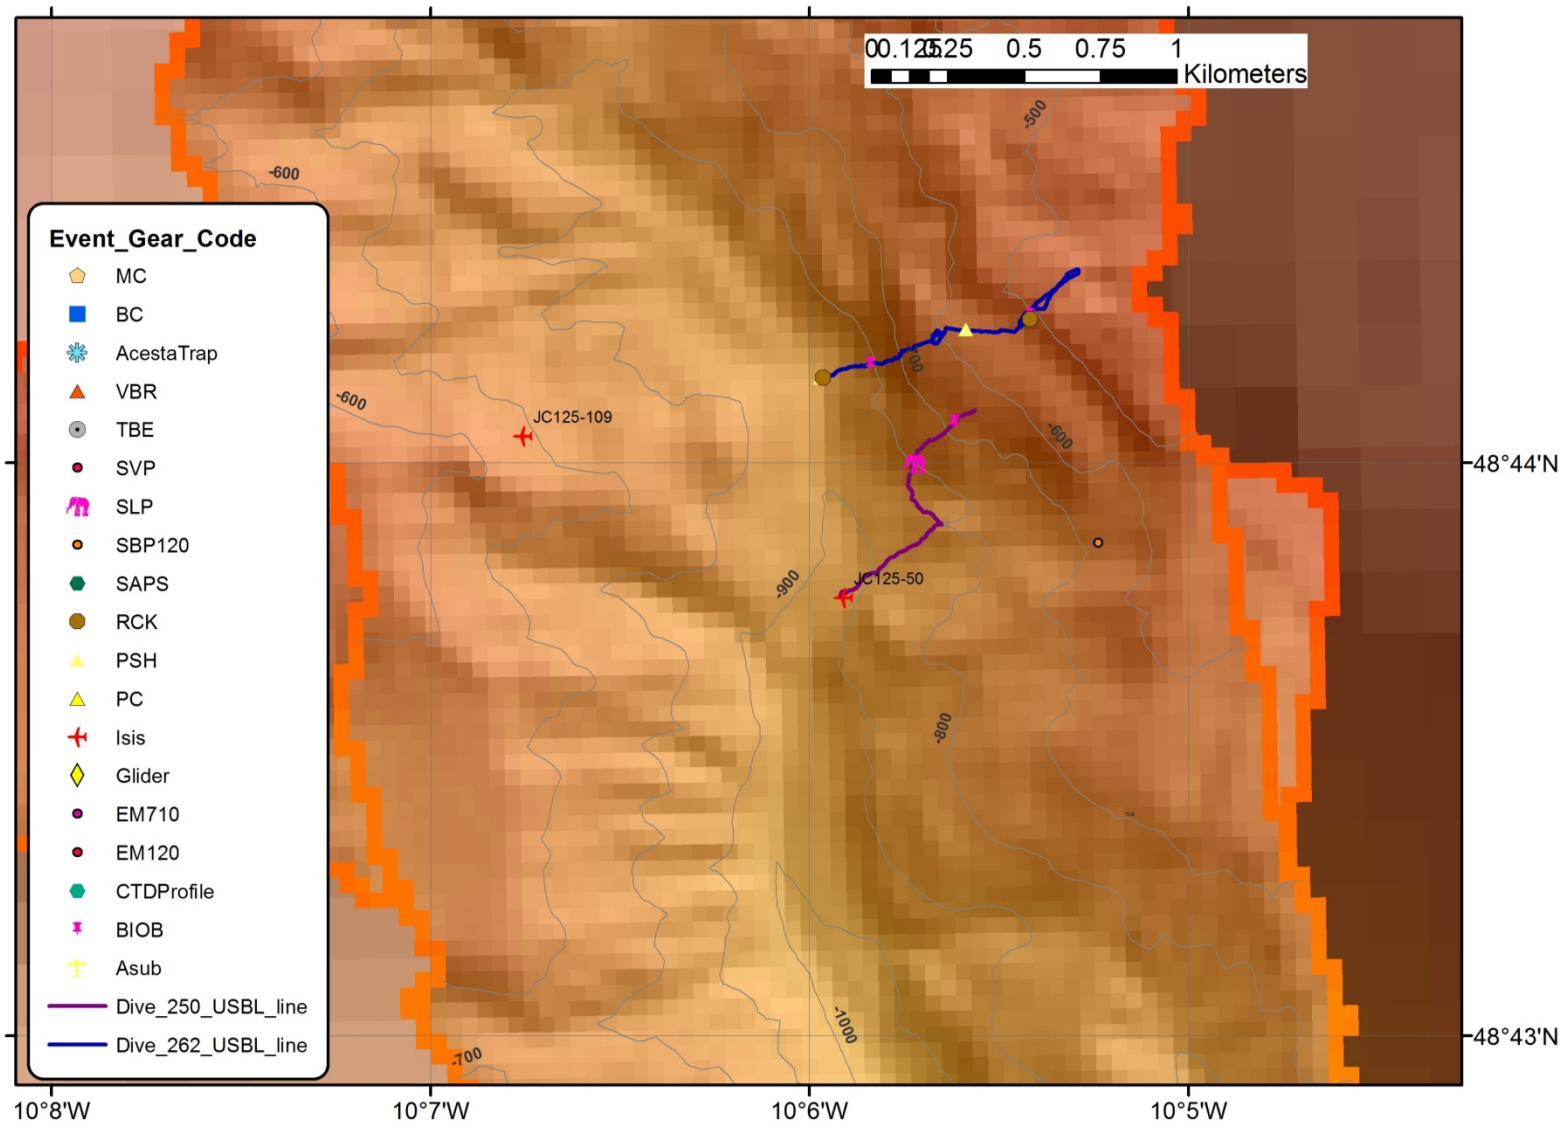 00.1250.25 0.5 0.75 1
Kilometers
-500
-600
Event_Gear_Code
MC
BC
AcestaTrap
VBR
TBE
SVP
SLP
SBP120
SAPS
RCK
PSH
PC
Isis
Glider
EM710
EM120
CTDProfile
BIOB
Asub
Dive_250_USBL_line
Dive_262_USBL_line
-700
-600
JC125-109
-600
48°44'N
JC125-50
-900
-800
-1000
48°43'N
-700
10°8'W 10°7'W 10°6'W 10°5'W